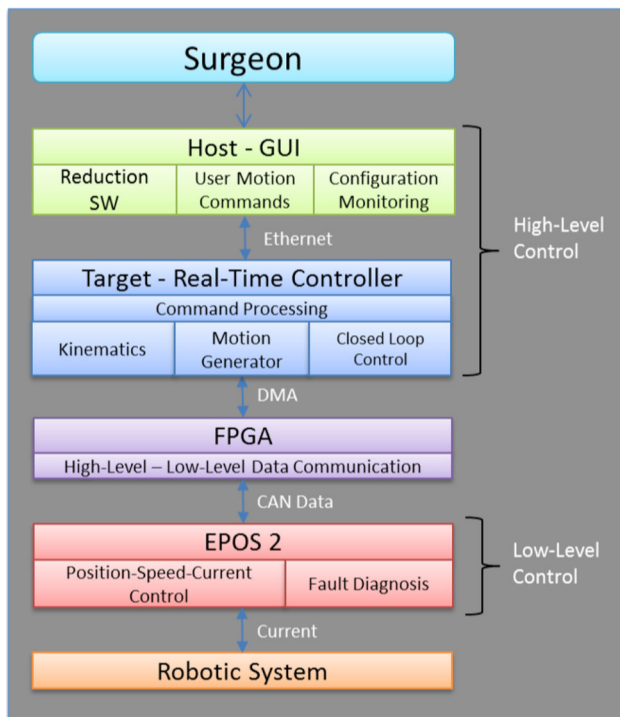 Surgeon
Host - GUI
Reduction
SW
User Motion
Commands
Configuration
Monitoring
High-Level
Control
Ethernet
Target - Real-Time Controller
Command Processing
Kinematics
Motion
Generator
Closed Loop
Control
DMA
FPGA
High-Level – Low-Level Data Communication
CAN Data
EPOS 2
Position-Speed-Current
Control
Fault Diagnosis
Low-Level
Control
Current
Robotic System